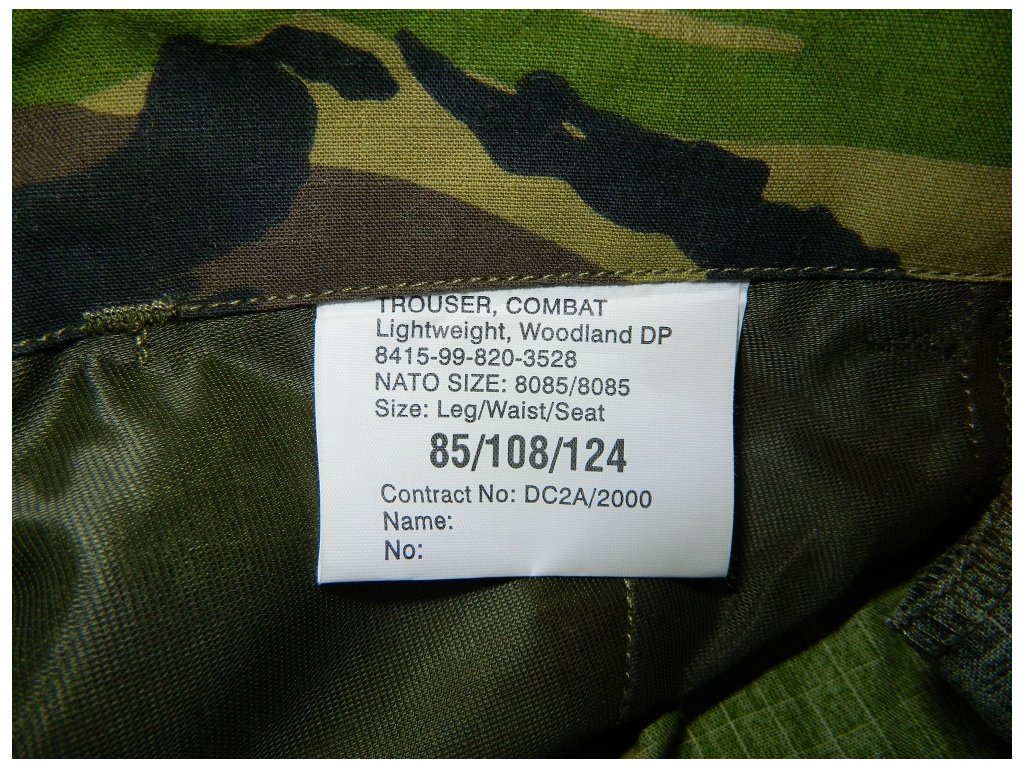 TROUSER, COMBAT
Lightweight, Woodland DP
8415-99-820-3528
NATO SIZE: 8085/8085
Size: Leg/Waist/Seat
85/108/124
Contract No: DC2A/2000
Name:
No: